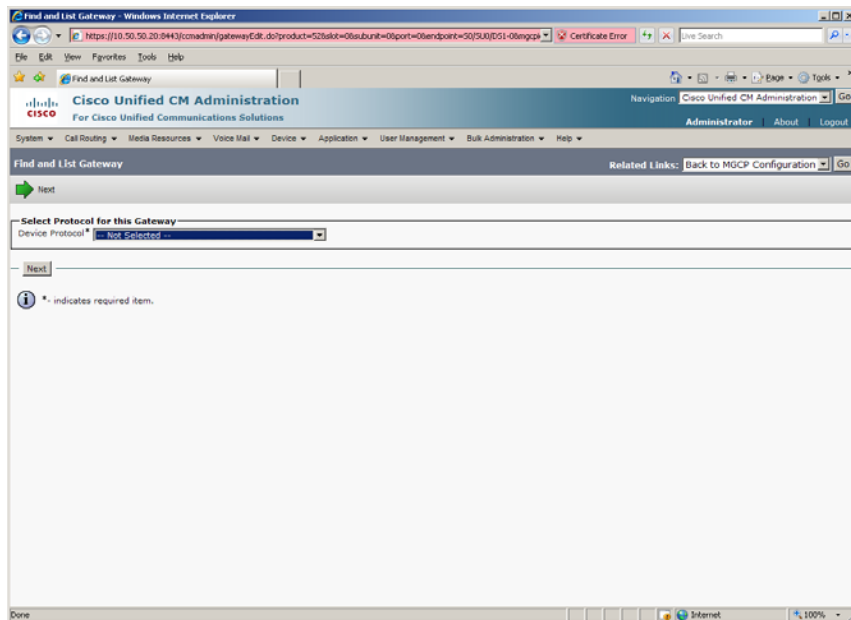 Find and List Gateway - Windows Internet Explorer
https://10.50.50.20:8443/ccmadmin/gatewayEdit.do?product=52&slot=0&subunit=0&port=0&endpoint=S0/SU0/DS1-0&mgcpi
Certificate Error
Live Search
File Edit View Favorites Tools Help
Find and List Gateway
Page Tools
CISCO
Cisco Unified CM Administration
For Cisco Unified Communications Solutions
Navigation Cisco Unified CM Administration Go
Administrator | About | Logout
System Call Routing Media Resources Voice Mail Device Application User Management Bulk Administration Help
Find and List Gateway
Related Links: Back to MGCP Configuration Go
Next
Select Protocol for this Gateway
Device Protocol* -- Not Selected --
Next
*- indicates required item.
Done
Internet
100%